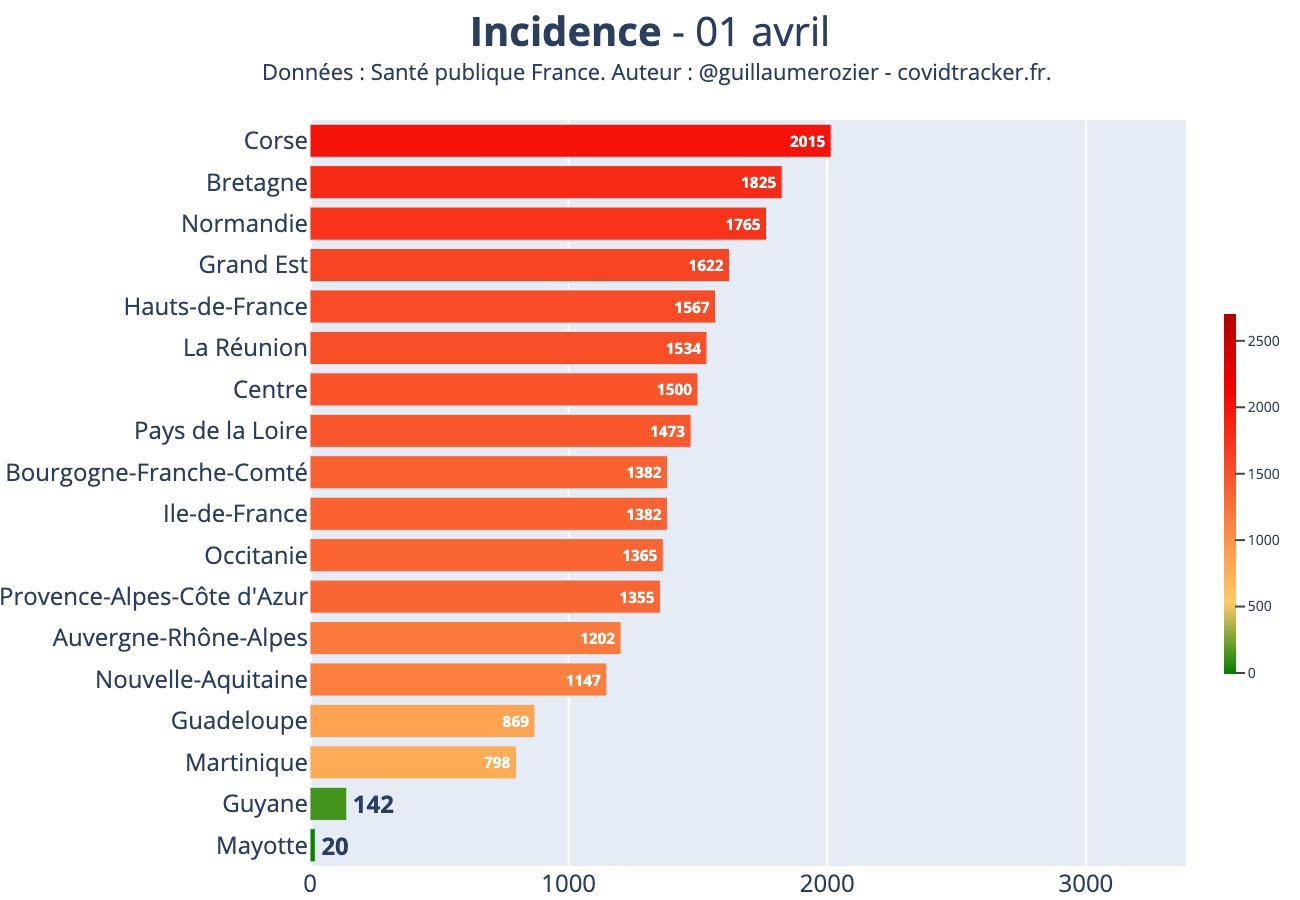 Incidence - 01 avril
Données : Santé publique France. Auteur : @guillaumerozier - covidtracker.fr.
Corse 2015
Bretagne 1825
Normandie 1765
Grand Est 1622
Hauts-de-France 1567
La Réunion 1534
Centre 1500
Pays de la Loire 1473
Bourgogne-Franche-Comté 1382
Ile-de-France 1382
Occitanie 1365
Provence-Alpes-Côte d'Azur 1355
Auvergne-Rhône-Alpes 1202
Nouvelle-Aquitaine 1147
Guadeloupe 869
Martinique 798
Guyane 142
Mayotte 20
0 1000 2000 3000
2500
2000
1500
1000
500
0